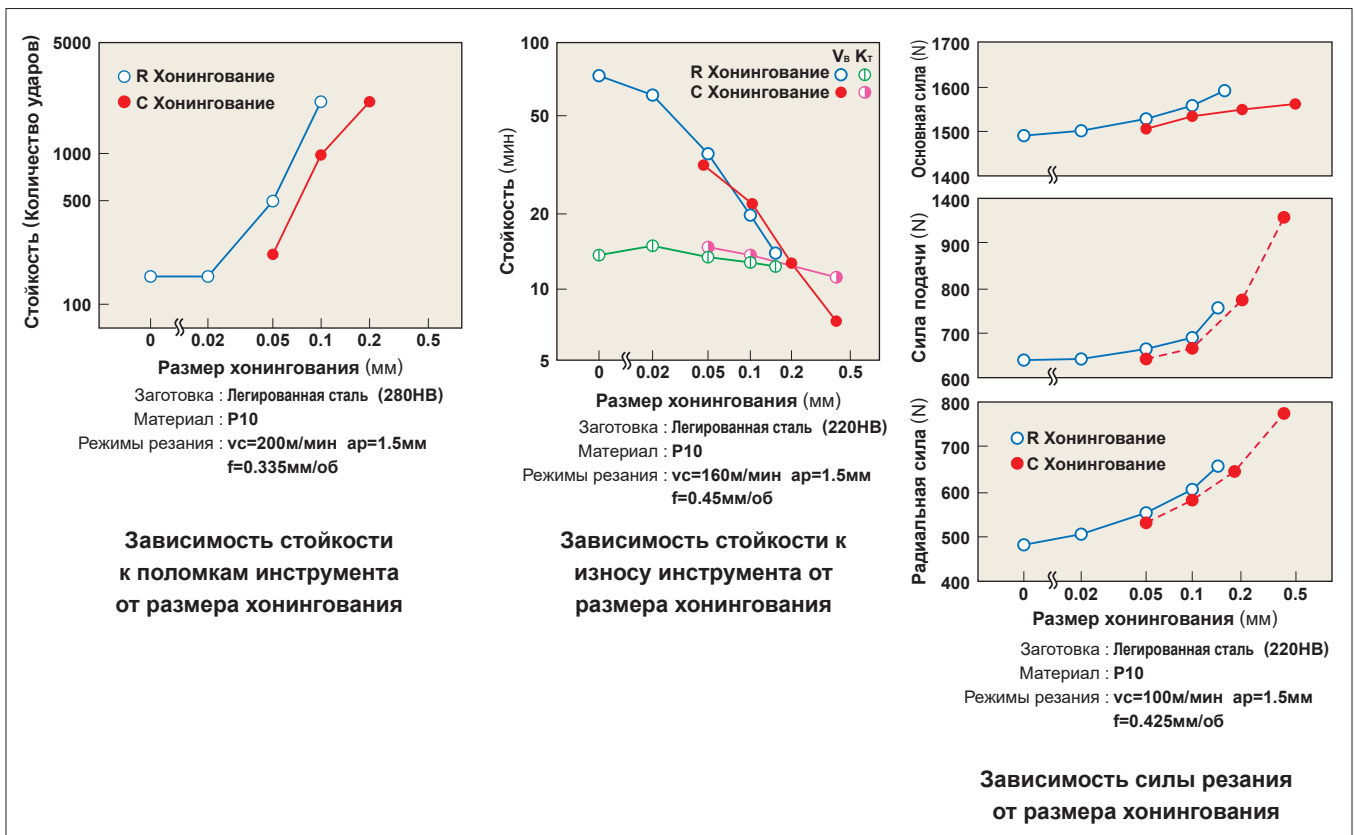 5000
1000
500
100
Стойкость (Количество ударов)
R Хонингование
C Хонингование
0 0.02 0.05 0.1 0.2 0.5
Размер хонингования (мм)
Заготовка : Легированная сталь (280HB)
Материал : P10
Режимы резания : vc=200м/мин ap=1.5мм
f=0.335мм/об
Зависимость стойкости
к поломкам инструмента
от размера хонингования
100
50
20
10
5
Стойкость (мин)
VB KT
R Хонингование
C Хонингование
0 0.02 0.05 0.1 0.2 0.5
Размер хонингования (мм)
Заготовка : Легированная сталь (220HB)
Материал : P10
Режимы резания : vc=160м/мин ap=1.5мм
f=0.45мм/об
Зависимость стойкости к
износу инструмента от
размера хонингования
1700
1600
1500
1400
Основная сила (N)
1400
900
800
700
600
Сила подачи (N)
800
700
600
500
400
Радиальная сила (N)
R Хонингование
C Хонингование
0 0.02 0.05 0.1 0.2 0.5
Размер хонингования (мм)
Заготовка : Легированная сталь (220HB)
Материал : P10
Режимы резания : vc=100м/мин ap=1.5мм
f=0.425мм/об
Зависимость силы резания
от размера хонингования